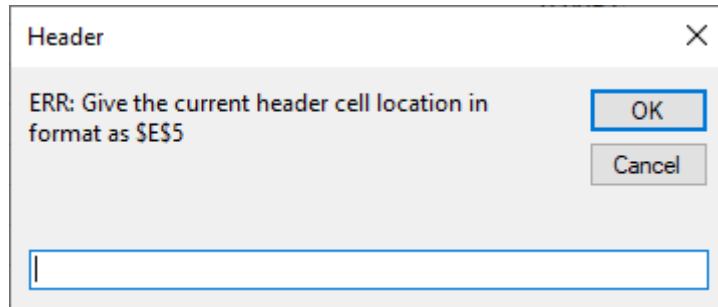 Header
ERR: Give the current header cell location in
format as $E$5
OK
Cancel